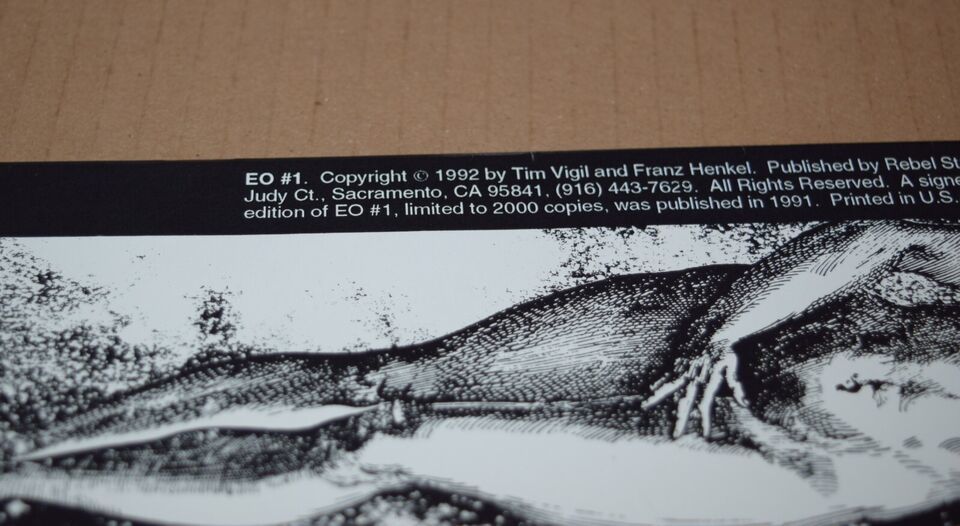 EO #1. Copyright © 1992 by Tim Vigil and Franz Henkel. Published by Rebel
Judy Ct., Sacramento, CA 95841. (916) 443-7629. All Rights Reserved. A
edition of EO #1, limited to 2000 copies, was published in 1991. Printed in U.S.